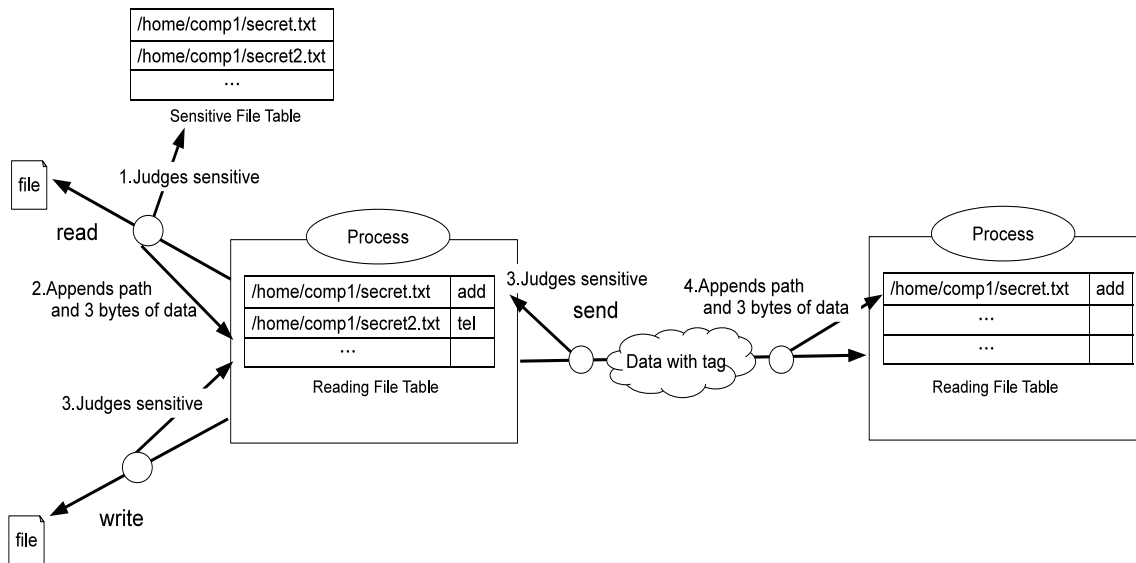 /home/comp1/secret.txt
/home/comp1/secret2.txt
...
Sensitive File Table
1.Judges sensitive
file
read
2.Appends path
and 3 bytes of data
Process
/home/comp1/secret.txt add
/home/comp1/secret2.txt tel
...
Reading File Table
3.Judges sensitive
write
file
3.Judges sensitive
send
Data with tag
4.Appends path
and 3 bytes of data
Process
/home/comp1/secret.txt add
...
...
Reading File Table